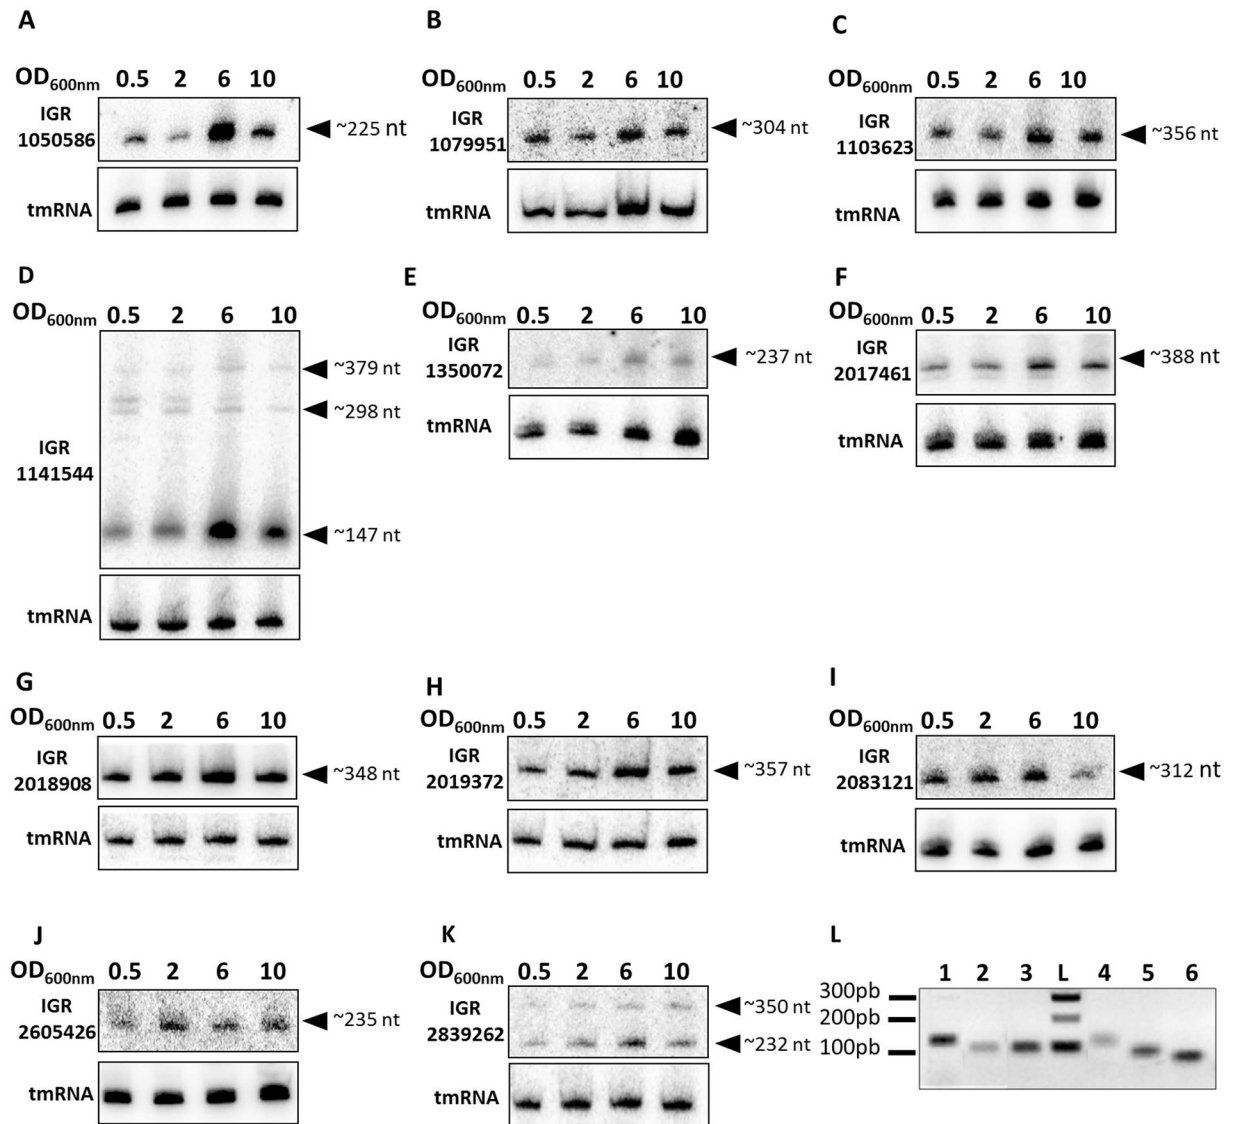 A
OD600nm 0.5 2 6 10
IGR
1050586
~225 nt
tmRNA
B
OD600nm 0.5 2 6 10
IGR
1079951
~304 nt
tmRNA
C
OD600nm 0.5 2 6 10
IGR
1103623
~356 nt
tmRNA
D
OD600nm 0.5 2 6 10
~379 nt
~298 nt
IGR
1141544
~147 nt
tmRNA
E
OD600nm 0.5 2 6 10
IGR
1350072
~237 nt
tmRNA
F
OD600nm 0.5 2 6 10
IGR
2017461
~388 nt
tmRNA
G
OD600nm 0.5 2 6 10
IGR
2018908
~348 nt
tmRNA
H
OD600nm 0.5 2 6 10
IGR
2019372
~357 nt
tmRNA
I
OD600nm 0.5 2 6 10
IGR
2083121
~312 nt
tmRNA
J
OD600nm 0.5 2 6 10
IGR
2605426
~235 nt
tmRNA
K
OD600nm 0.5 2 6 10
IGR
2839262
~350 nt
~232 nt
tmRNA
L
1 2 3 L 4 5 6
300pb
200pb
100pb